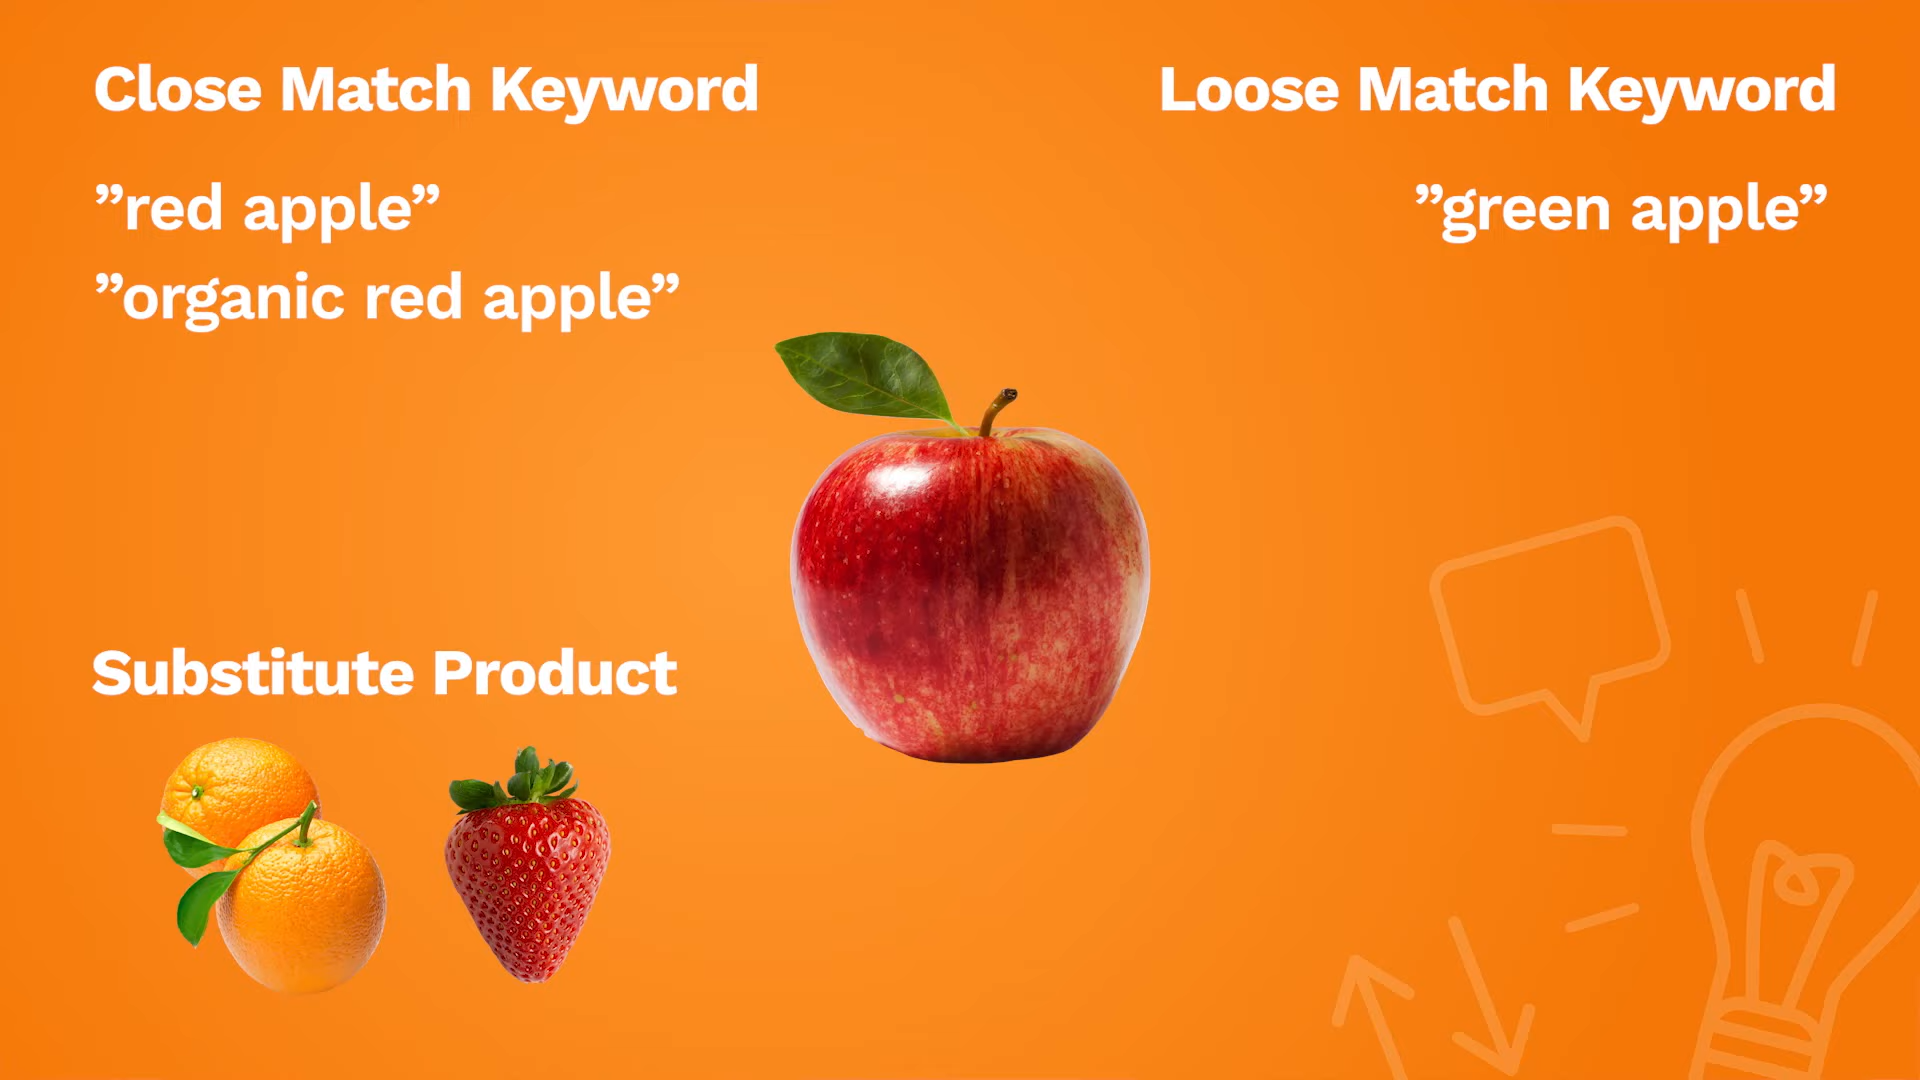 Close Match Keyword
”red apple”
”organic red apple”
Loose Match Keyword
”green apple”
Substitute Product